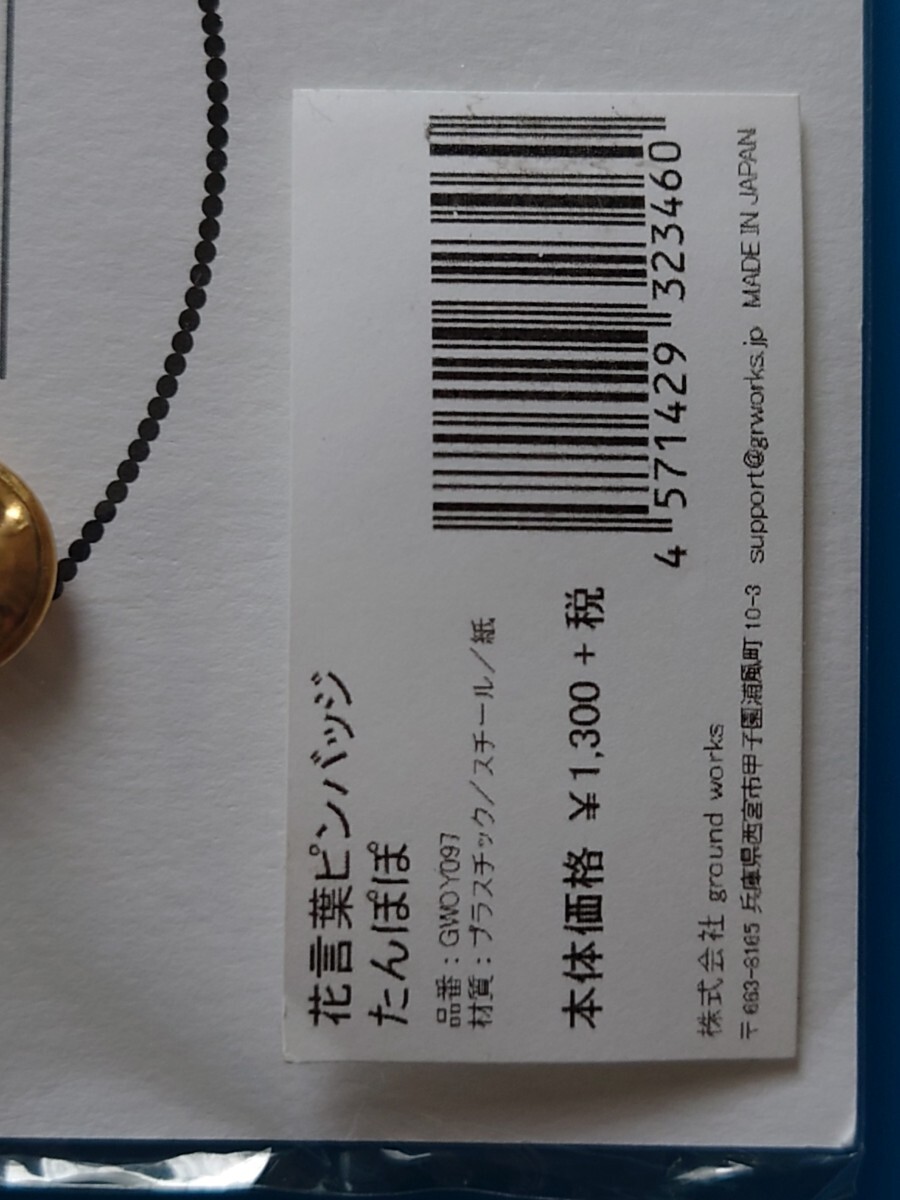 花言葉ピンバッジ
たんぽぽ
品番：GWOY097
材質：プラスチック／スチール／紙
本体価格 ￥1,300 + 税
4 571429 323460
株式会社 ground works
〒663-8165 兵庫県西宮市甲子園浦風町 10-3 support@grworks.jp MADE IN JAPAN